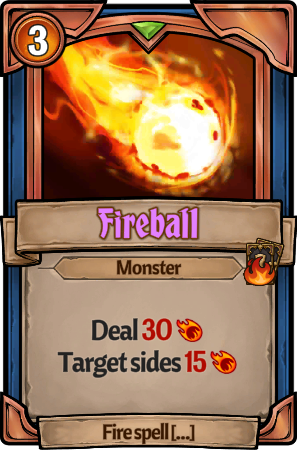 3
Fireball
Monster
Deal 30
Target sides 15
Fire spell [...]